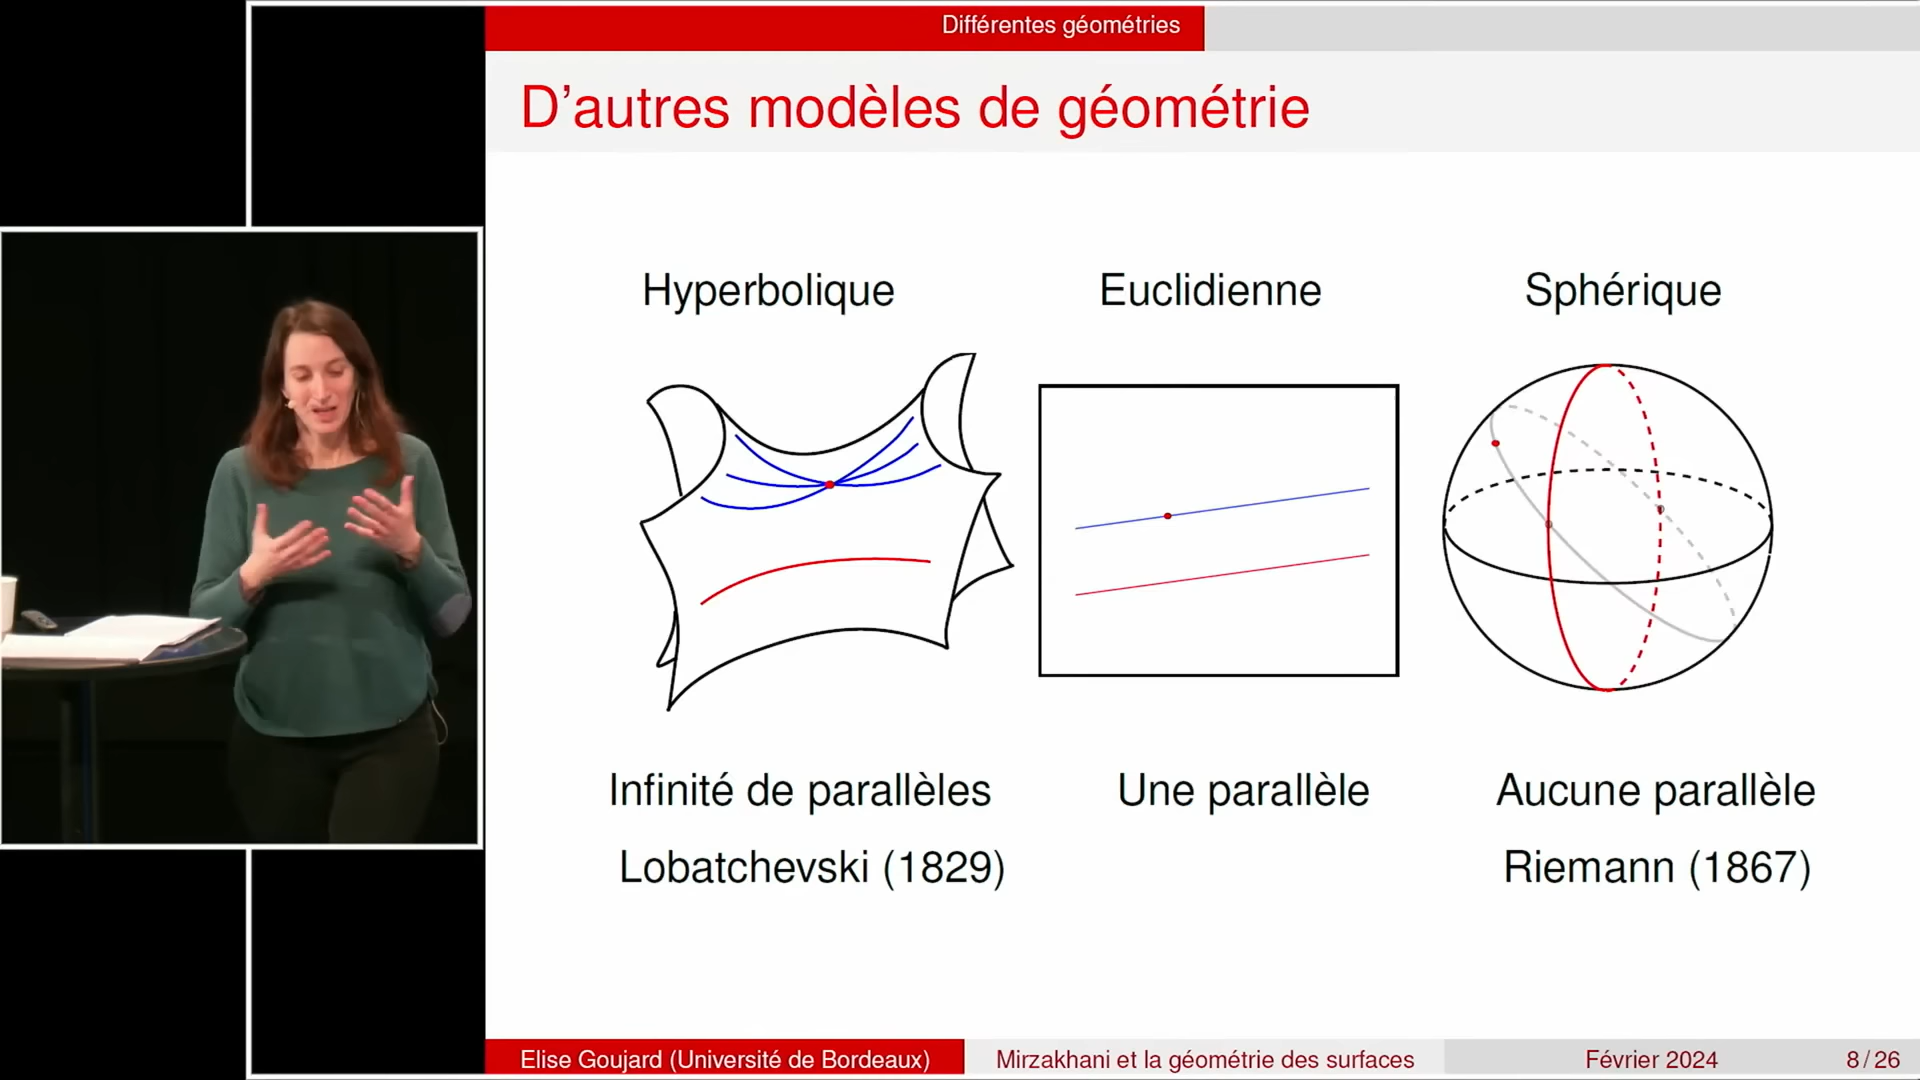 Différentes géométries
D'autres modèles de géométrie
Hyperbolique
Euclidienne
Sphérique
Infinité de parallèles
Une parallèle
Aucune parallèle
Lobatchevski (1829)
Riemann (1867)
Elise Goujard (Université de Bordeaux)
Mirzakhani et la géométrie des surfaces
Février 2024
8 / 26